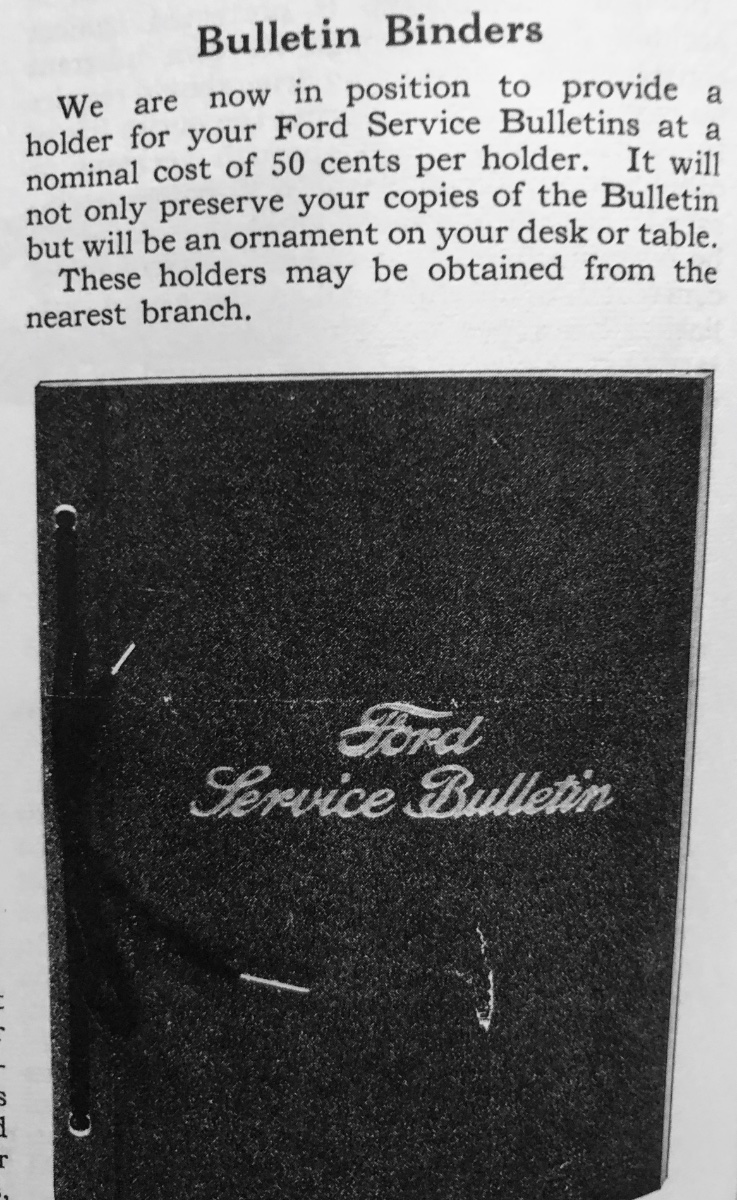 Bulletin Binders
We are now in position to provide a
holder for your Ford Service Bulletins at a
nominal cost of 50 cents per holder. It will
not only preserve your copies of the Bulletin
but will be an ornament on your desk or table.
These holders may be obtained from the
nearest branch.
Ford
Service Bulletin